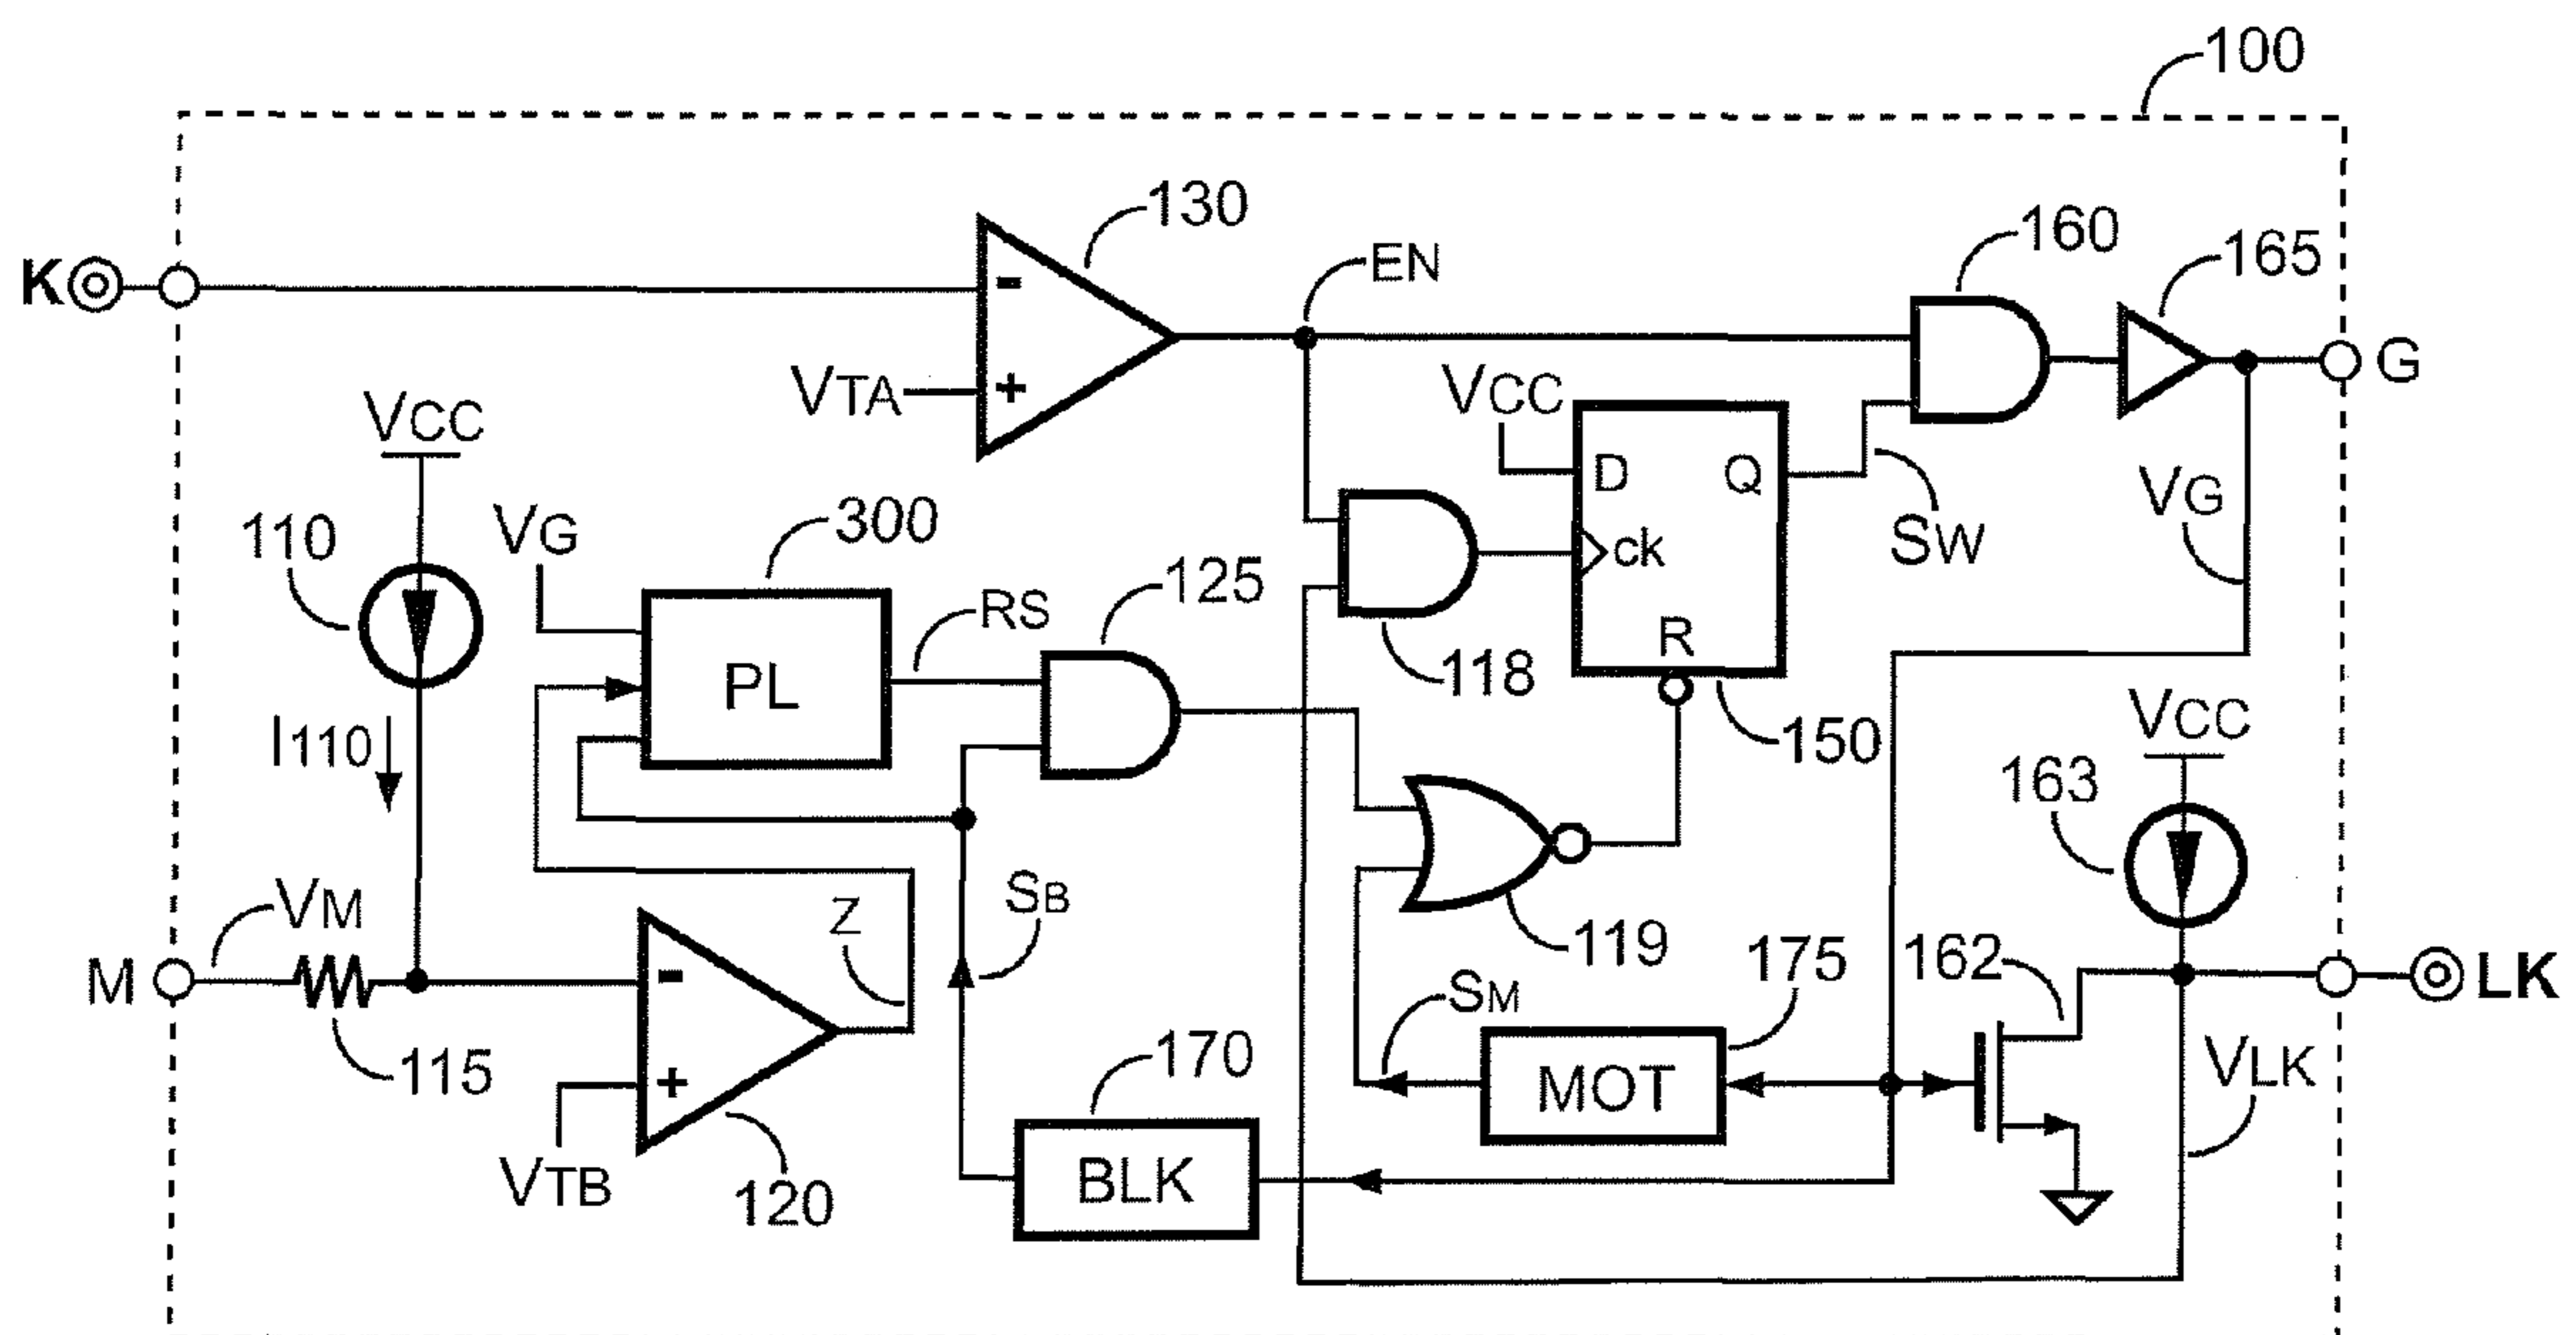 100
130
160
165
K
-
EN
VTA
+
VCC
G
VCC
D
Q
VG
300
VG
110
ck
SW
125
RS
R
118
PL
VCC
I110
150
163
VM
SB
Z
119
175
162
M
-
SM
LK
115
170
MOT
VLK
+
VTB
120
BLK